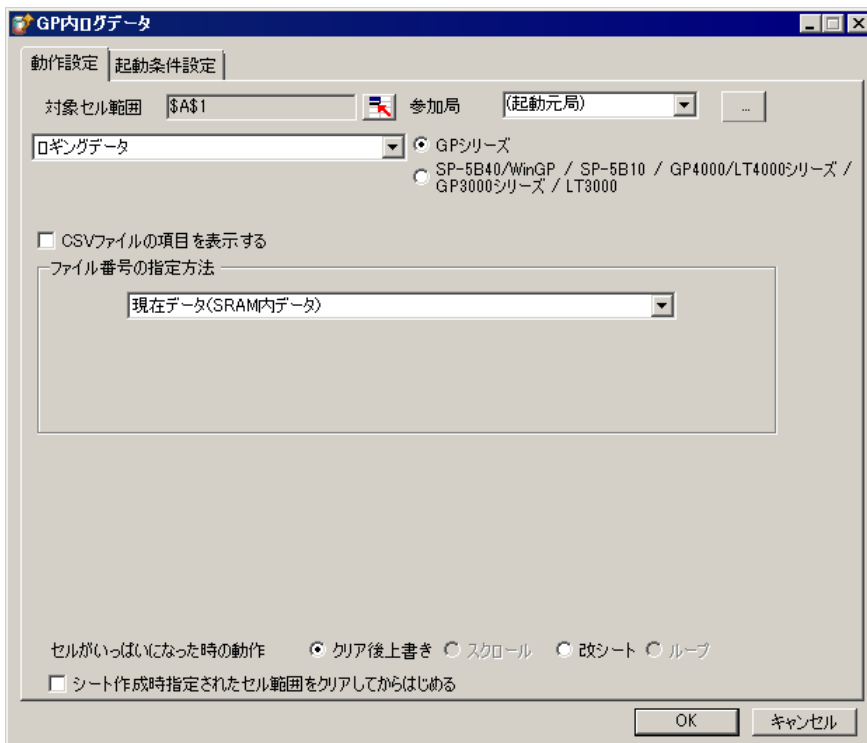 GP内ログデータ
動作設定 起動条件設定
対象セル範囲 $A$1 参加局 (起動元局) ...
ロギングデータ GPシリーズ
SP-5B40/WinGP / SP-5B10 / GP4000/LT4000シリーズ /
GP3000シリーズ / LT3000
CSVファイルの項目を表示する
ファイル番号の指定方法
現在データ(SRAM内データ)
セルがいっぱいになった時の動作 クリア後上書き スクロール 改シート ループ
シート作成時指定されたセル範囲をクリアしてからはじめる
OK キャンセル